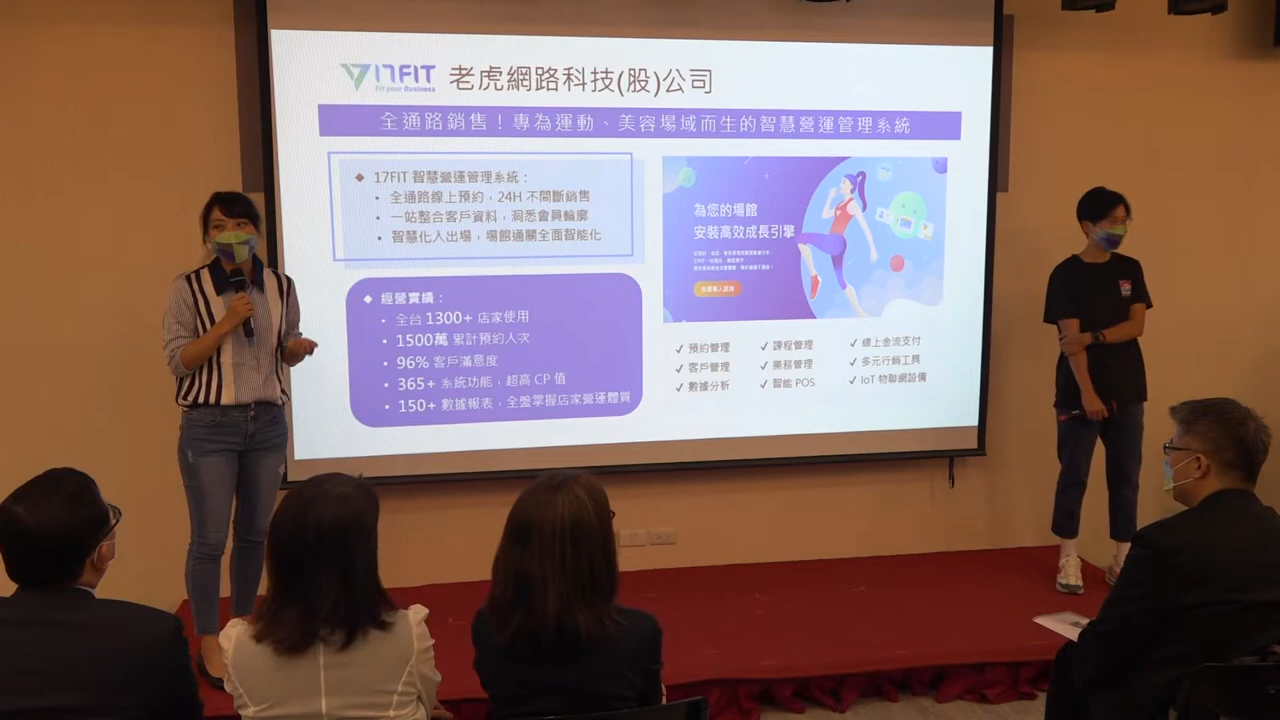 17FIT 老虎網路科技(股)公司
Fit your Business
全通路銷售！專為運動、美容場域而生的智慧營運管理系統
17FIT 智慧營運管理系統：
全通路線上預約，24H 不間斷銷售
一站整合客戶資料，洞悉會員輪廓
智慧化入出場，場館通關全面智能化
為您的場館
安裝高效成長引擎
經營實績：
全台 1300+ 店家使用
1500萬 累計預約人次
96% 客戶滿意度
365+ 系統功能，超高 CP 值
150+ 數據報表，全盤掌握店家營運體質
✓ 預約管理 ✓ 課程管理 ✓ 線上金流支付
✓ 客戶管理 ✓ 業務管理 ✓ 多元行銷工具
✓ 數據分析 ✓ 智能 POS ✓ IoT 物聯網設備